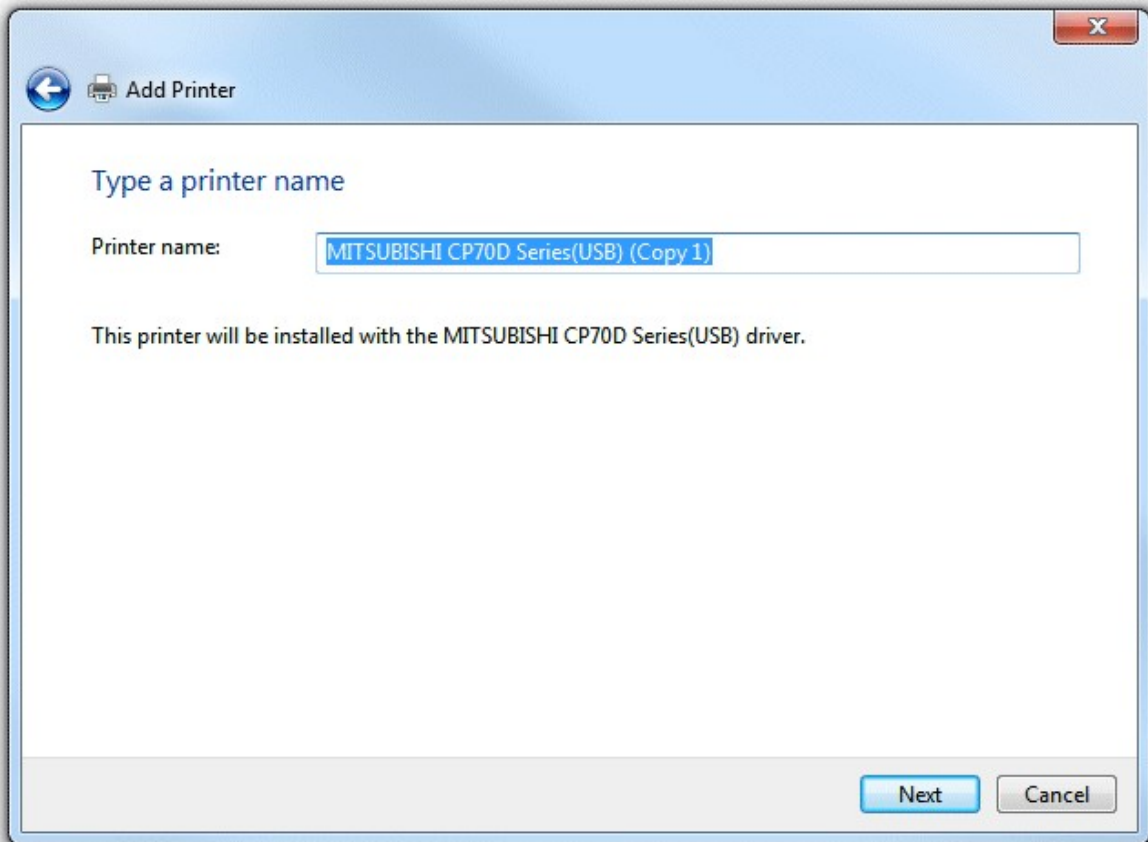 Add Printer
Type a printer name
Printer name: MITSUBISHI CP70D Series(USB) (Copy 1)
This printer will be installed with the MITSUBISHI CP70D Series(USB) driver.
Next Cancel